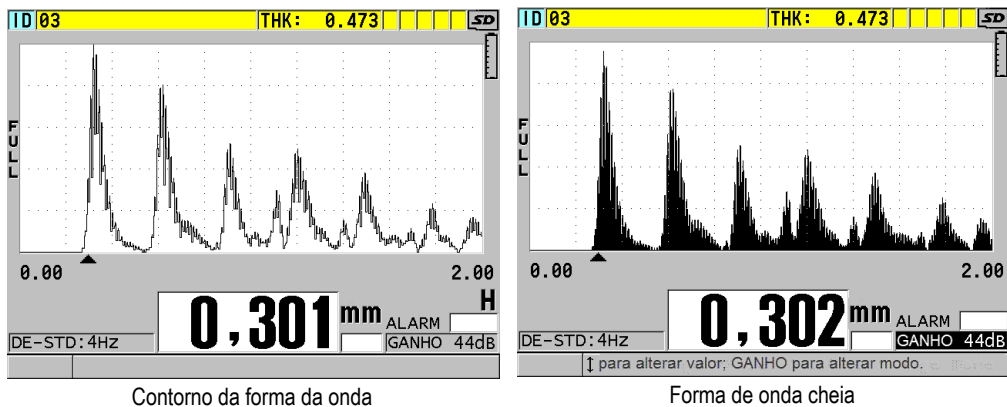 ID 03 THK: 0.473 SD
FULL
0.00 2.00
H
0,301 mm
ALARM
DE-STD:4Hz GANHO 44dB
Contorno da forma da onda
ID 03 THK: 0.473 SD
FULL
0.00 2.00
0,302 mm
ALARM
DE-STD:4Hz GANHO 44dB
↕ para alterar valor; GANHO para alterar modo.
Forma de onda cheia